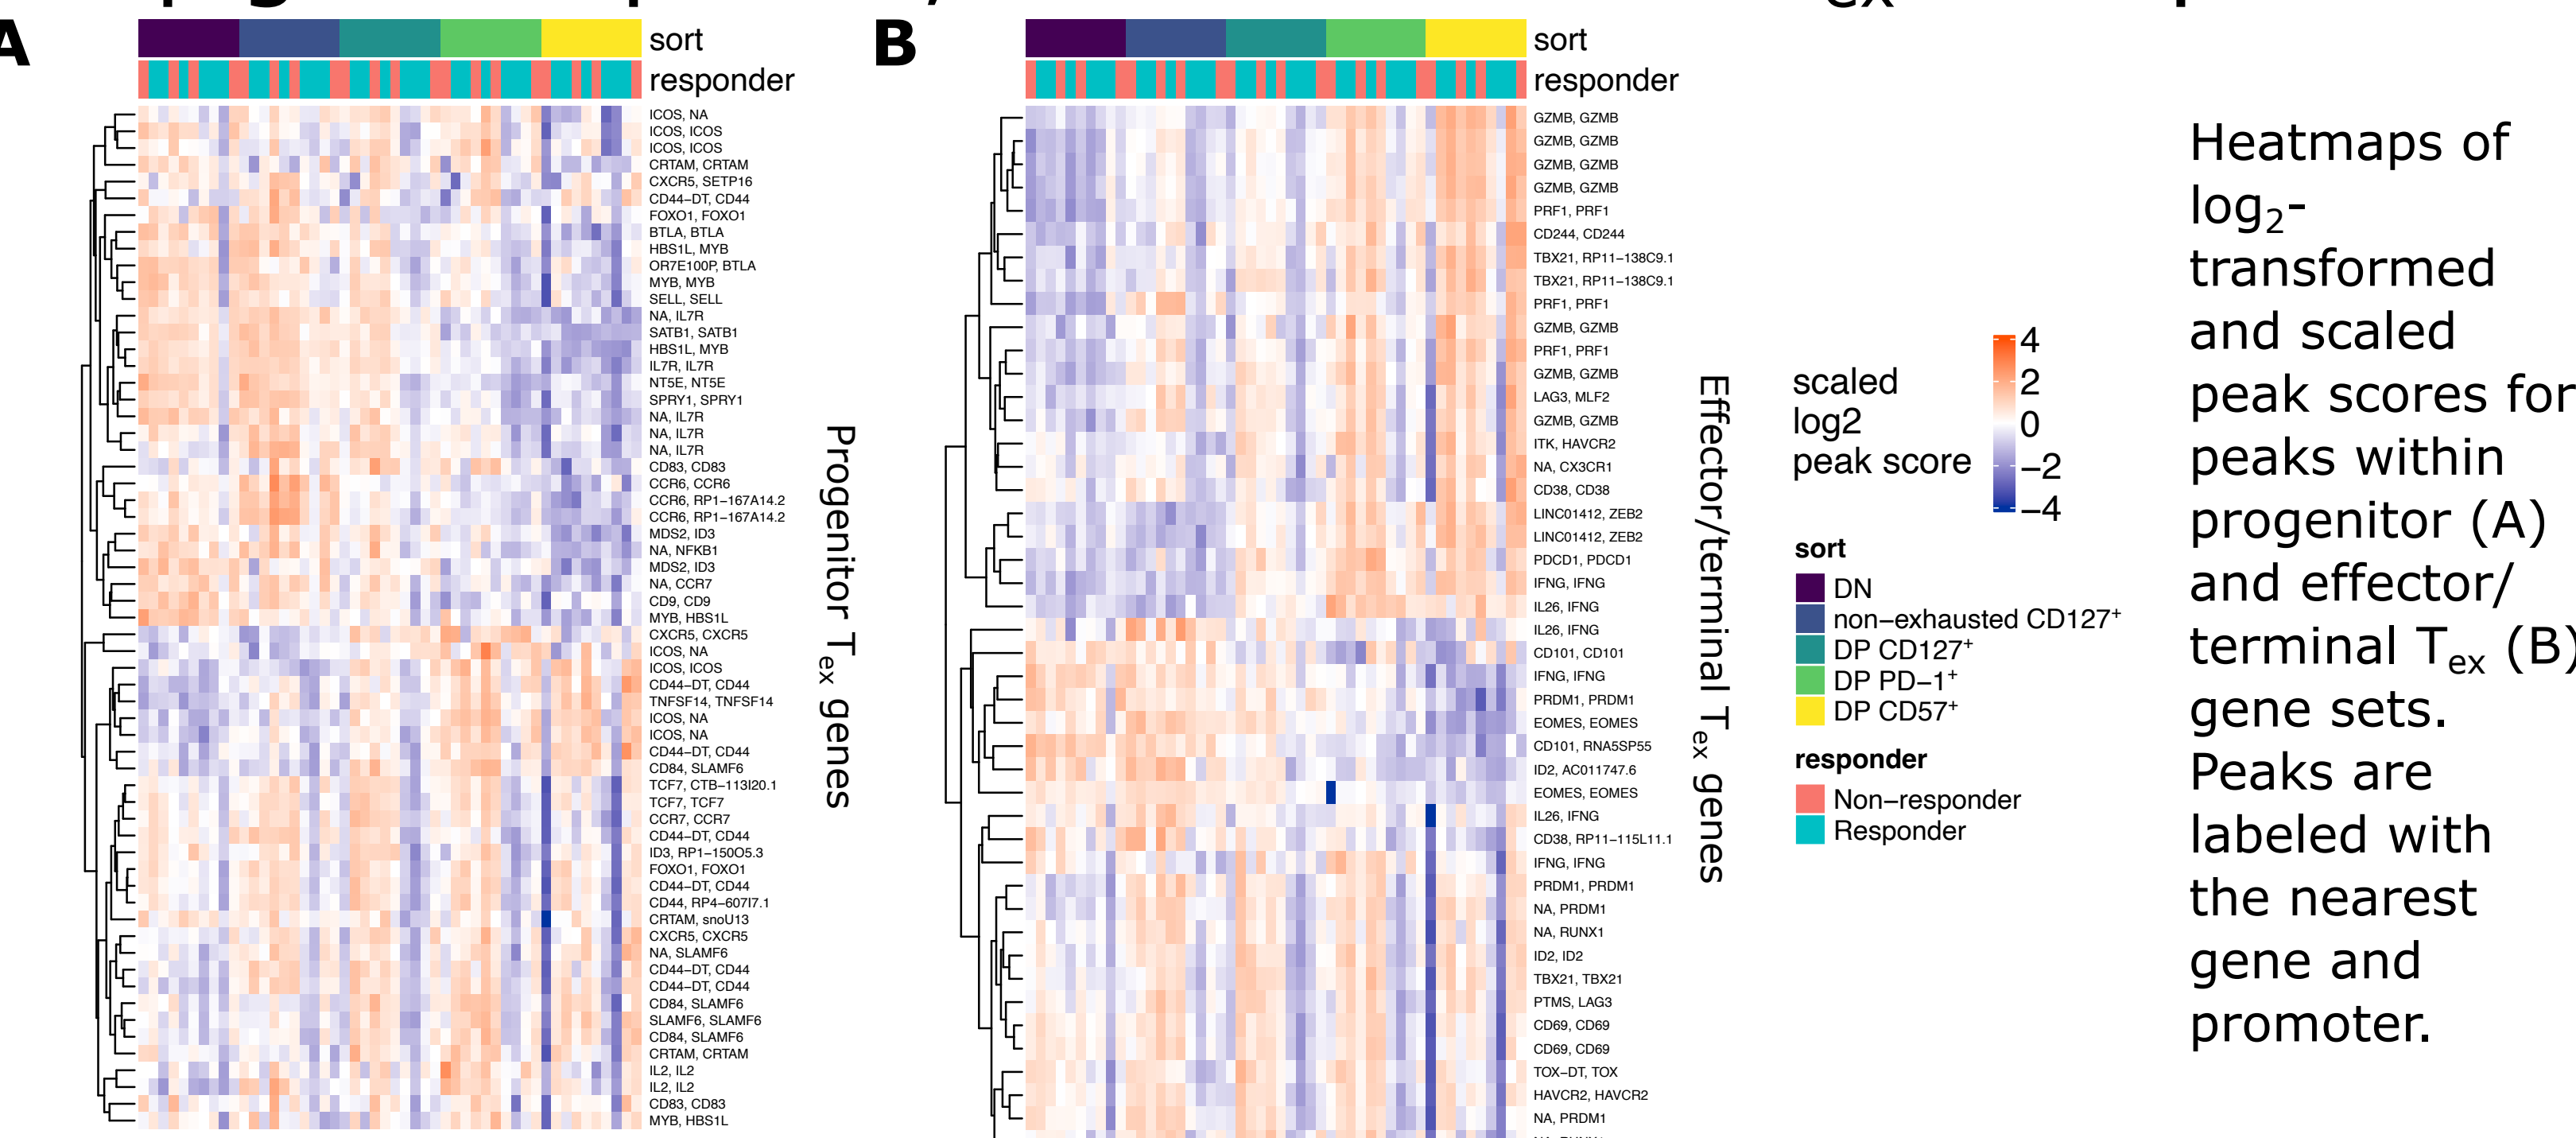 A
sort
responder
ICOS, NA
ICOS, ICOS
ICOS, ICOS
CRTAM, CRTAM
CXCR5, SETP16
CD44-DT, CD44
FOXO1, FOXO1
BTLA, BTLA
HBS1L, MYB
OR7E100P, BTLA
MYB, MYB
SELL, SELL
NA, IL7R
SATB1, SATB1
HBS1L, MYB
IL7R, IL7R
NT5E, NT5E
SPRY1, SPRY1
NA, IL7R
NA, IL7R
NA, IL7R
CD83, CD83
CCR6, CCR6
CCR6, RP1-167A14.2
CCR6, RP1-167A14.2
MDS2, ID3
NA, NFKB1
MDS2, ID3
NA, CCR7
CD9, CD9
MYB, HBS1L
CXCR5, CXCR5
ICOS, NA
ICOS, ICOS
CD44-DT, CD44
TNFSF14, TNFSF14
ICOS, NA
ICOS, NA
CD44-DT, CD44
CD84, SLAMF6
TCF7, CTB-113I20.1
TCF7, TCF7
CCR7, CCR7
CD44-DT, CD44
ID3, RP1-150O5.3
FOXO1, FOXO1
CD44-DT, CD44
CD44, RP4-607I7.1
CRTAM, snoU13
CXCR5, CXCR5
NA, SLAMF6
CD44-DT, CD44
CD44-DT, CD44
CD84, SLAMF6
SLAMF6, SLAMF6
CD84, SLAMF6
CRTAM, CRTAM
IL2, IL2
IL2, IL2
CD83, CD83
MYB, HBS1L
Progenitor Tex genes
B
sort
responder
GZMB, GZMB
GZMB, GZMB
GZMB, GZMB
GZMB, GZMB
PRF1, PRF1
CD244, CD244
TBX21, RP11-138C9.1
TBX21, RP11-138C9.1
PRF1, PRF1
GZMB, GZMB
PRF1, PRF1
GZMB, GZMB
LAG3, MLF2
GZMB, GZMB
ITK, HAVCR2
NA, CX3CR1
CD38, CD38
LINC01412, ZEB2
LINC01412, ZEB2
PDCD1, PDCD1
IFNG, IFNG
IL26, IFNG
IL26, IFNG
CD101, CD101
IFNG, IFNG
PRDM1, PRDM1
EOMES, EOMES
CD101, RNA5SP55
ID2, AC011747.6
EOMES, EOMES
IL26, IFNG
CD38, RP11-115L11.1
IFNG, IFNG
PRDM1, PRDM1
NA, PRDM1
NA, RUNX1
ID2, ID2
TBX21, TBX21
PTMS, LAG3
CD69, CD69
CD69, CD69
TOX-DT, TOX
HAVCR2, HAVCR2
NA, PRDM1
Effector/terminal Tex genes
scaled
log2
peak score
4
2
0
-2
-4
sort
DN
non-exhausted CD127+
DP CD127+
DP PD-1+
DP CD57+
responder
Non-responder
Responder
Heatmaps of
log2-
transformed
and scaled
peak scores for
peaks within
progenitor (A)
and effector/
terminal Tex (B)
gene sets.
Peaks are
labeled with
the nearest
gene and
promoter.